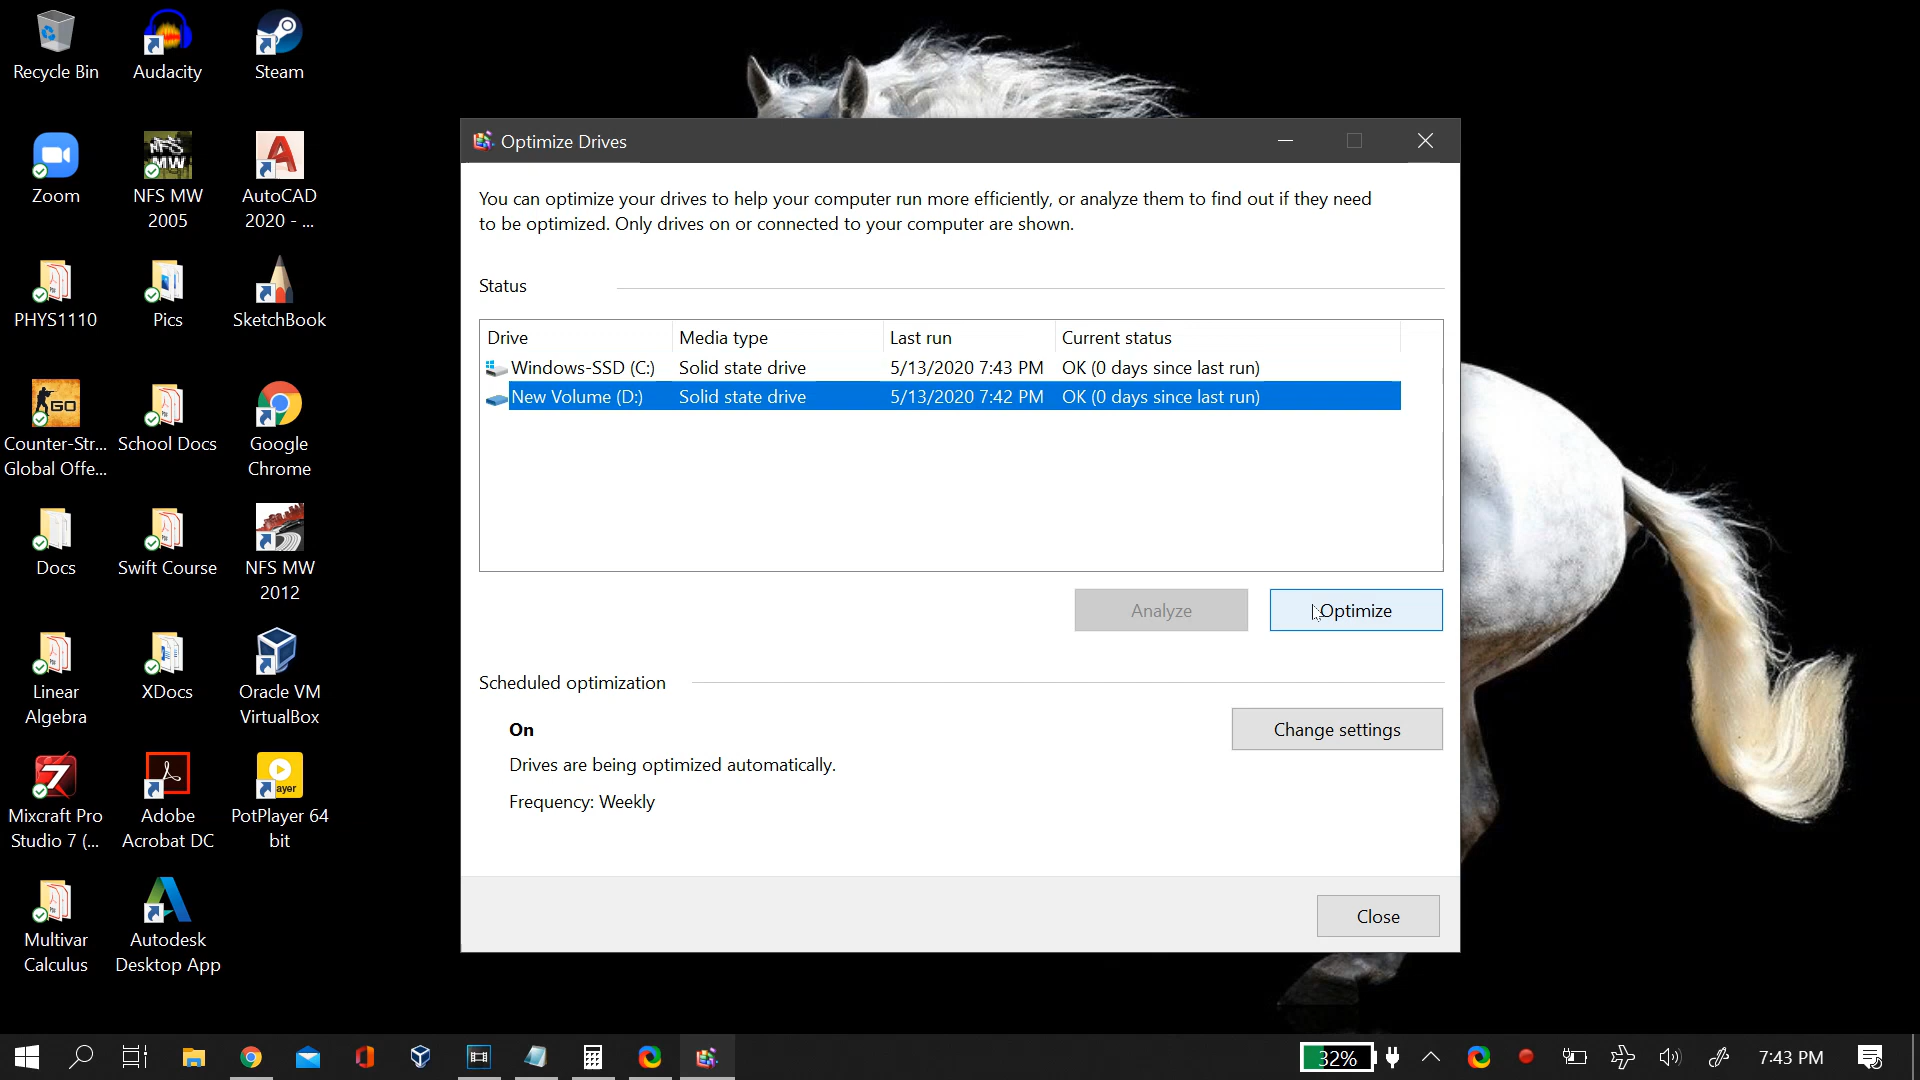 Recycle Bin
Audacity
Steam
Zoom
NFS MW
2005
AutoCAD
2020 - ...
PHYS1110
Pics
SketchBook
Counter-Str...
Global Offe...
School Docs
Google
Chrome
Docs
Swift Course
NFS MW
2012
Linear
Algebra
XDocs
Oracle VM
VirtualBox
Mixcraft Pro
Studio 7 (...
Adobe
Acrobat DC
PotPlayer 64
bit
Multivar
Calculus
Autodesk
Desktop App
Optimize Drives
You can optimize your drives to help your computer run more efficiently, or analyze them to find out if they need
to be optimized. Only drives on or connected to your computer are shown.
Status
Drive Media type Last run Current status
Windows-SSD (C:) Solid state drive 5/13/2020 7:43 PM OK (0 days since last run)
New Volume (D:) Solid state drive 5/13/2020 7:42 PM OK (0 days since last run)
Analyze Optimize
Scheduled optimization
On
Change settings
Drives are being optimized automatically.
Frequency: Weekly
Close
32% 7:43 PM